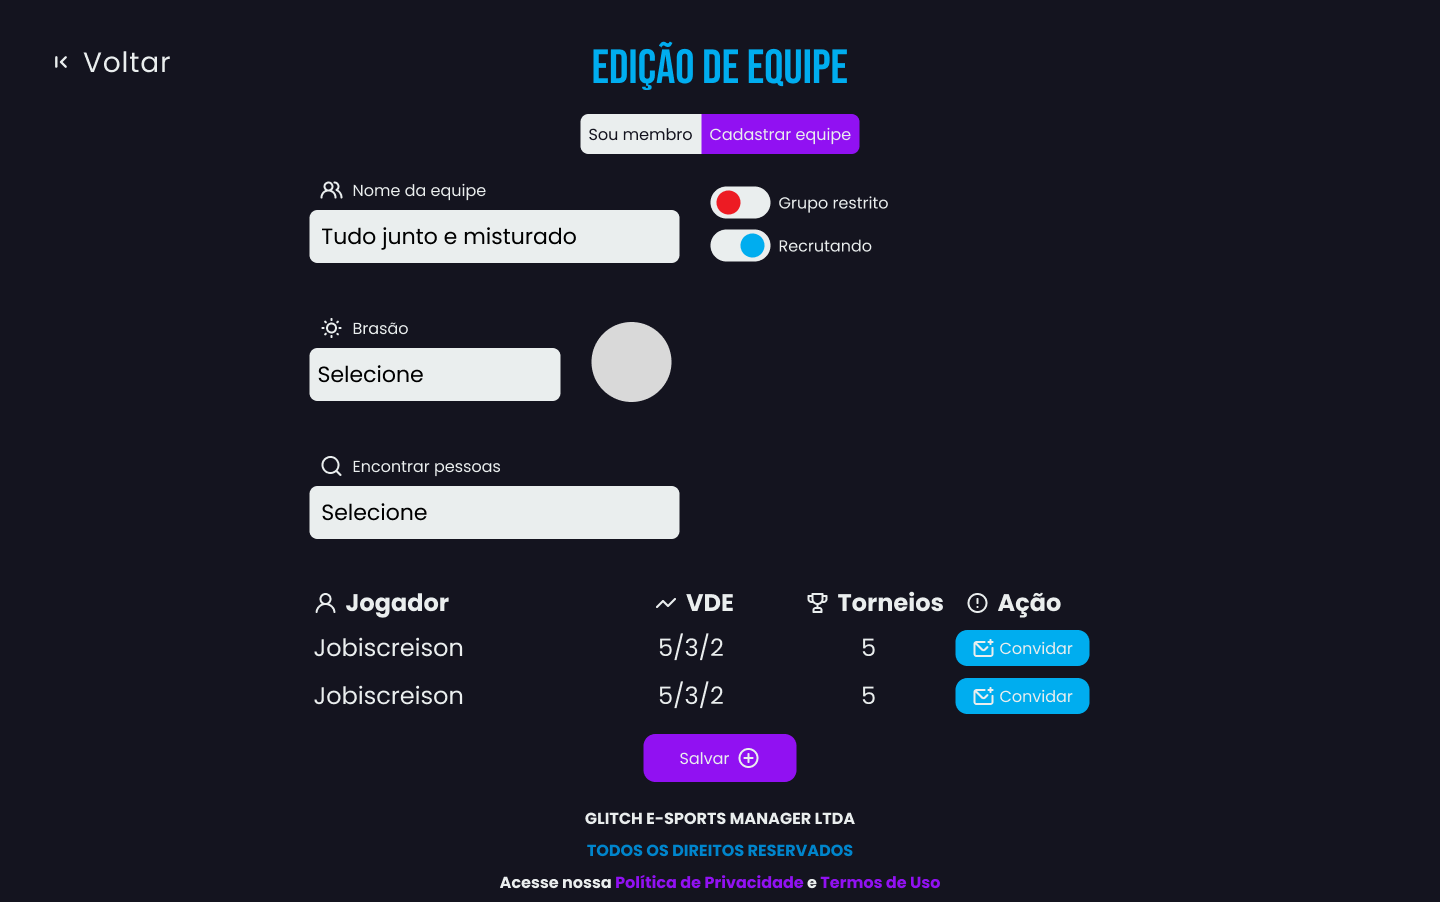 Voltar
EDIÇÃO DE EQUIPE
Sou membro Cadastrar equipe
Nome da equipe
Tudo junto e misturado
Grupo restrito
Recrutando
Brasão
Selecione
Encontrar pessoas
Selecione
Jogador VDE Torneios Ação
Jobiscreison 5/3/2 5 Convidar
Jobiscreison 5/3/2 5 Convidar
Salvar
GLITCH E-SPORTS MANAGER LTDA
TODOS OS DIREITOS RESERVADOS
Acesse nossa Política de Privacidade e Termos de Uso